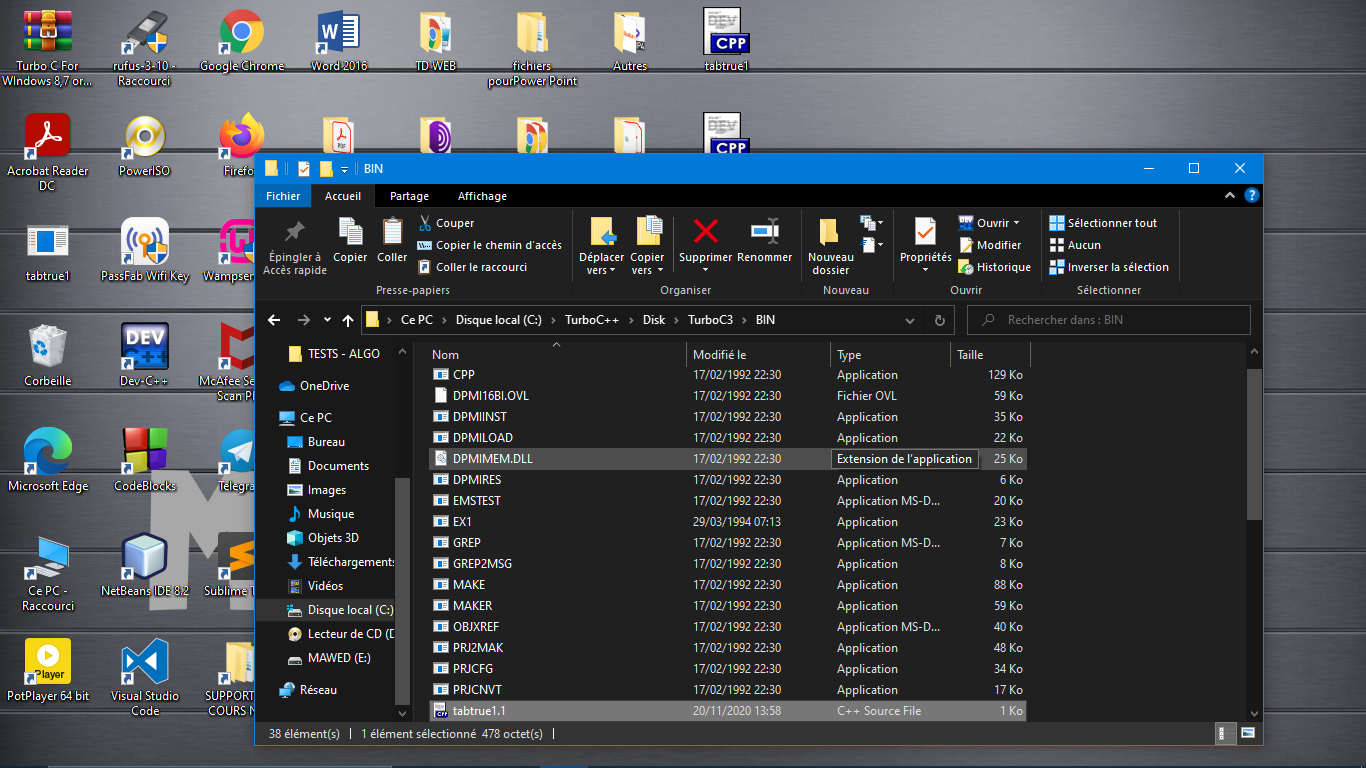 Turbo C For
WIndows 8,7 or...
rufus-3-10 -
Raccourci
Google Chrome
Word 2016
TD WEB
fichiers
pourPower Point
Autres
tabtrue1
Acrobat Reader
DC
PowerISO
Firefo
tabtrue1
PassFab Wifi Key
Wampser
Corbeille
Dev-C++
McAfee Se
Scan Pl
Microsoft Edge
CodeBlocks
Telegra
Ce PC -
Raccourci
NetBeans IDE 8.2
Sublime T
PotPlayer 64 bit
Visual Studio
Code
SUPPORT
COURS N
BIN
Fichier
Accueil
Partage
Affichage
Épingler à
Accès rapide
Copier
Coller
Couper
Copier le chemin d'accès
Coller le raccourci
Presse-papiers
Déplacer
vers
Copier
vers
Supprimer
Renommer
Organiser
Nouveau
dossier
Nouveau
Propriétés
Ouvrir
Modifier
Historique
Ouvrir
Sélectionner tout
Aucun
Inverser la sélection
Sélectionner
Ce PC > Disque local (C:) > TurboC++ > Disk > TurboC3 > BIN
Rechercher dans : BIN
TESTS - ALGO
OneDrive
Ce PC
Bureau
Documents
Images
Musique
Objets 3D
Téléchargements
Vidéos
Disque local (C:)
Lecteur de CD (D
MAWED (E:)
Réseau
Nom Modifié le Type Taille
CPP 17/02/1992 22:30 Application 129 Ko
DPMI16BI.OVL 17/02/1992 22:30 Fichier OVL 59 Ko
DPMIINST 17/02/1992 22:30 Application 35 Ko
DPMILOAD 17/02/1992 22:30 Application 22 Ko
DPMIMEM.DLL 17/02/1992 22:30 Extension de l'application 25 Ko
DPMIRES 17/02/1992 22:30 Application 6 Ko
EMSTEST 17/02/1992 22:30 Application MS-D... 20 Ko
EX1 29/03/1994 07:13 Application 23 Ko
GREP 17/02/1992 22:30 Application MS-D... 7 Ko
GREP2MSG 17/02/1992 22:30 Application 8 Ko
MAKE 17/02/1992 22:30 Application 88 Ko
MAKER 17/02/1992 22:30 Application 59 Ko
OBJXREF 17/02/1992 22:30 Application MS-D... 40 Ko
PRJ2MAK 17/02/1992 22:30 Application 48 Ko
PRJCFG 17/02/1992 22:30 Application 34 Ko
PRJCNVT 17/02/1992 22:30 Application 17 Ko
tabtrue1.1 20/11/2020 13:58 C++ Source File 1 Ko
38 élément(s)
1 élément sélectionné 478 octet(s)
DEV
CPP
DEV
CPP
PDF
DEV
Player